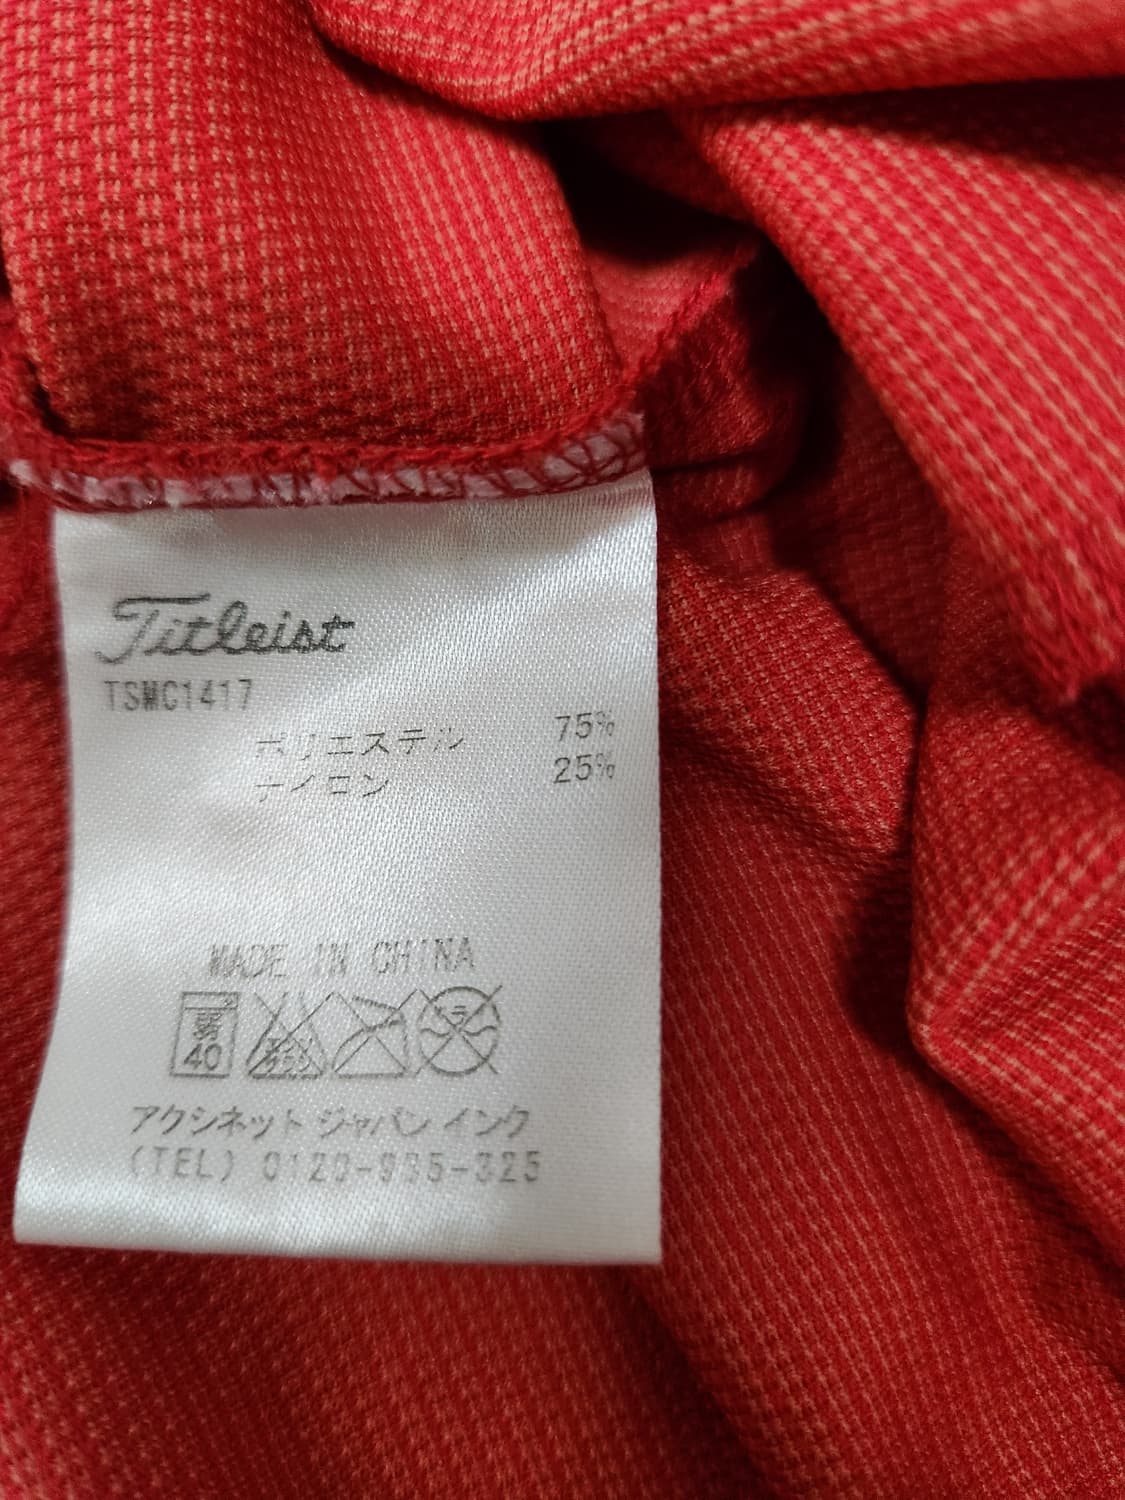 Titleist
TSMC1417
ポリエステル 75%
ナイロン 25%
MADE IN CHINA
40
アクシネット ジャパン インク
(TEL) 0120-935-325